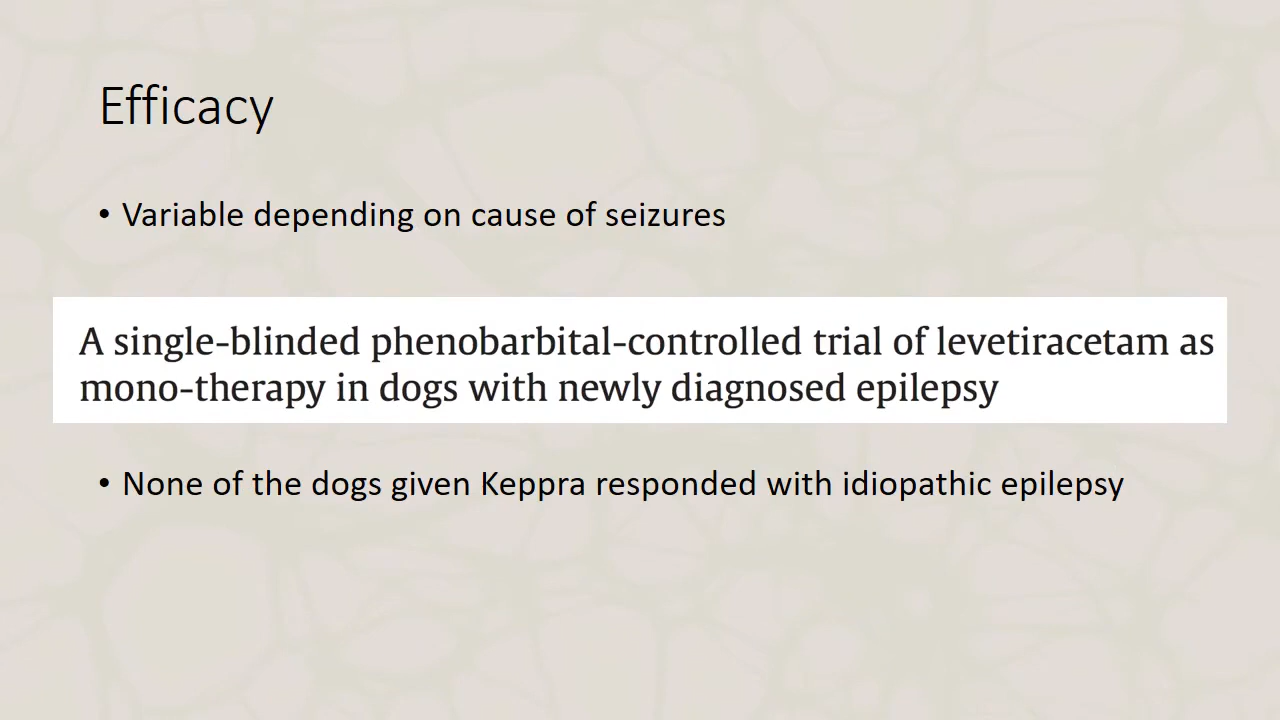 Efficacy
• Variable depending on cause of seizures
A single-blinded phenobarbital-controlled trial of levetiracetam as
mono-therapy in dogs with newly diagnosed epilepsy
• None of the dogs given Keppra responded with idiopathic epilepsy